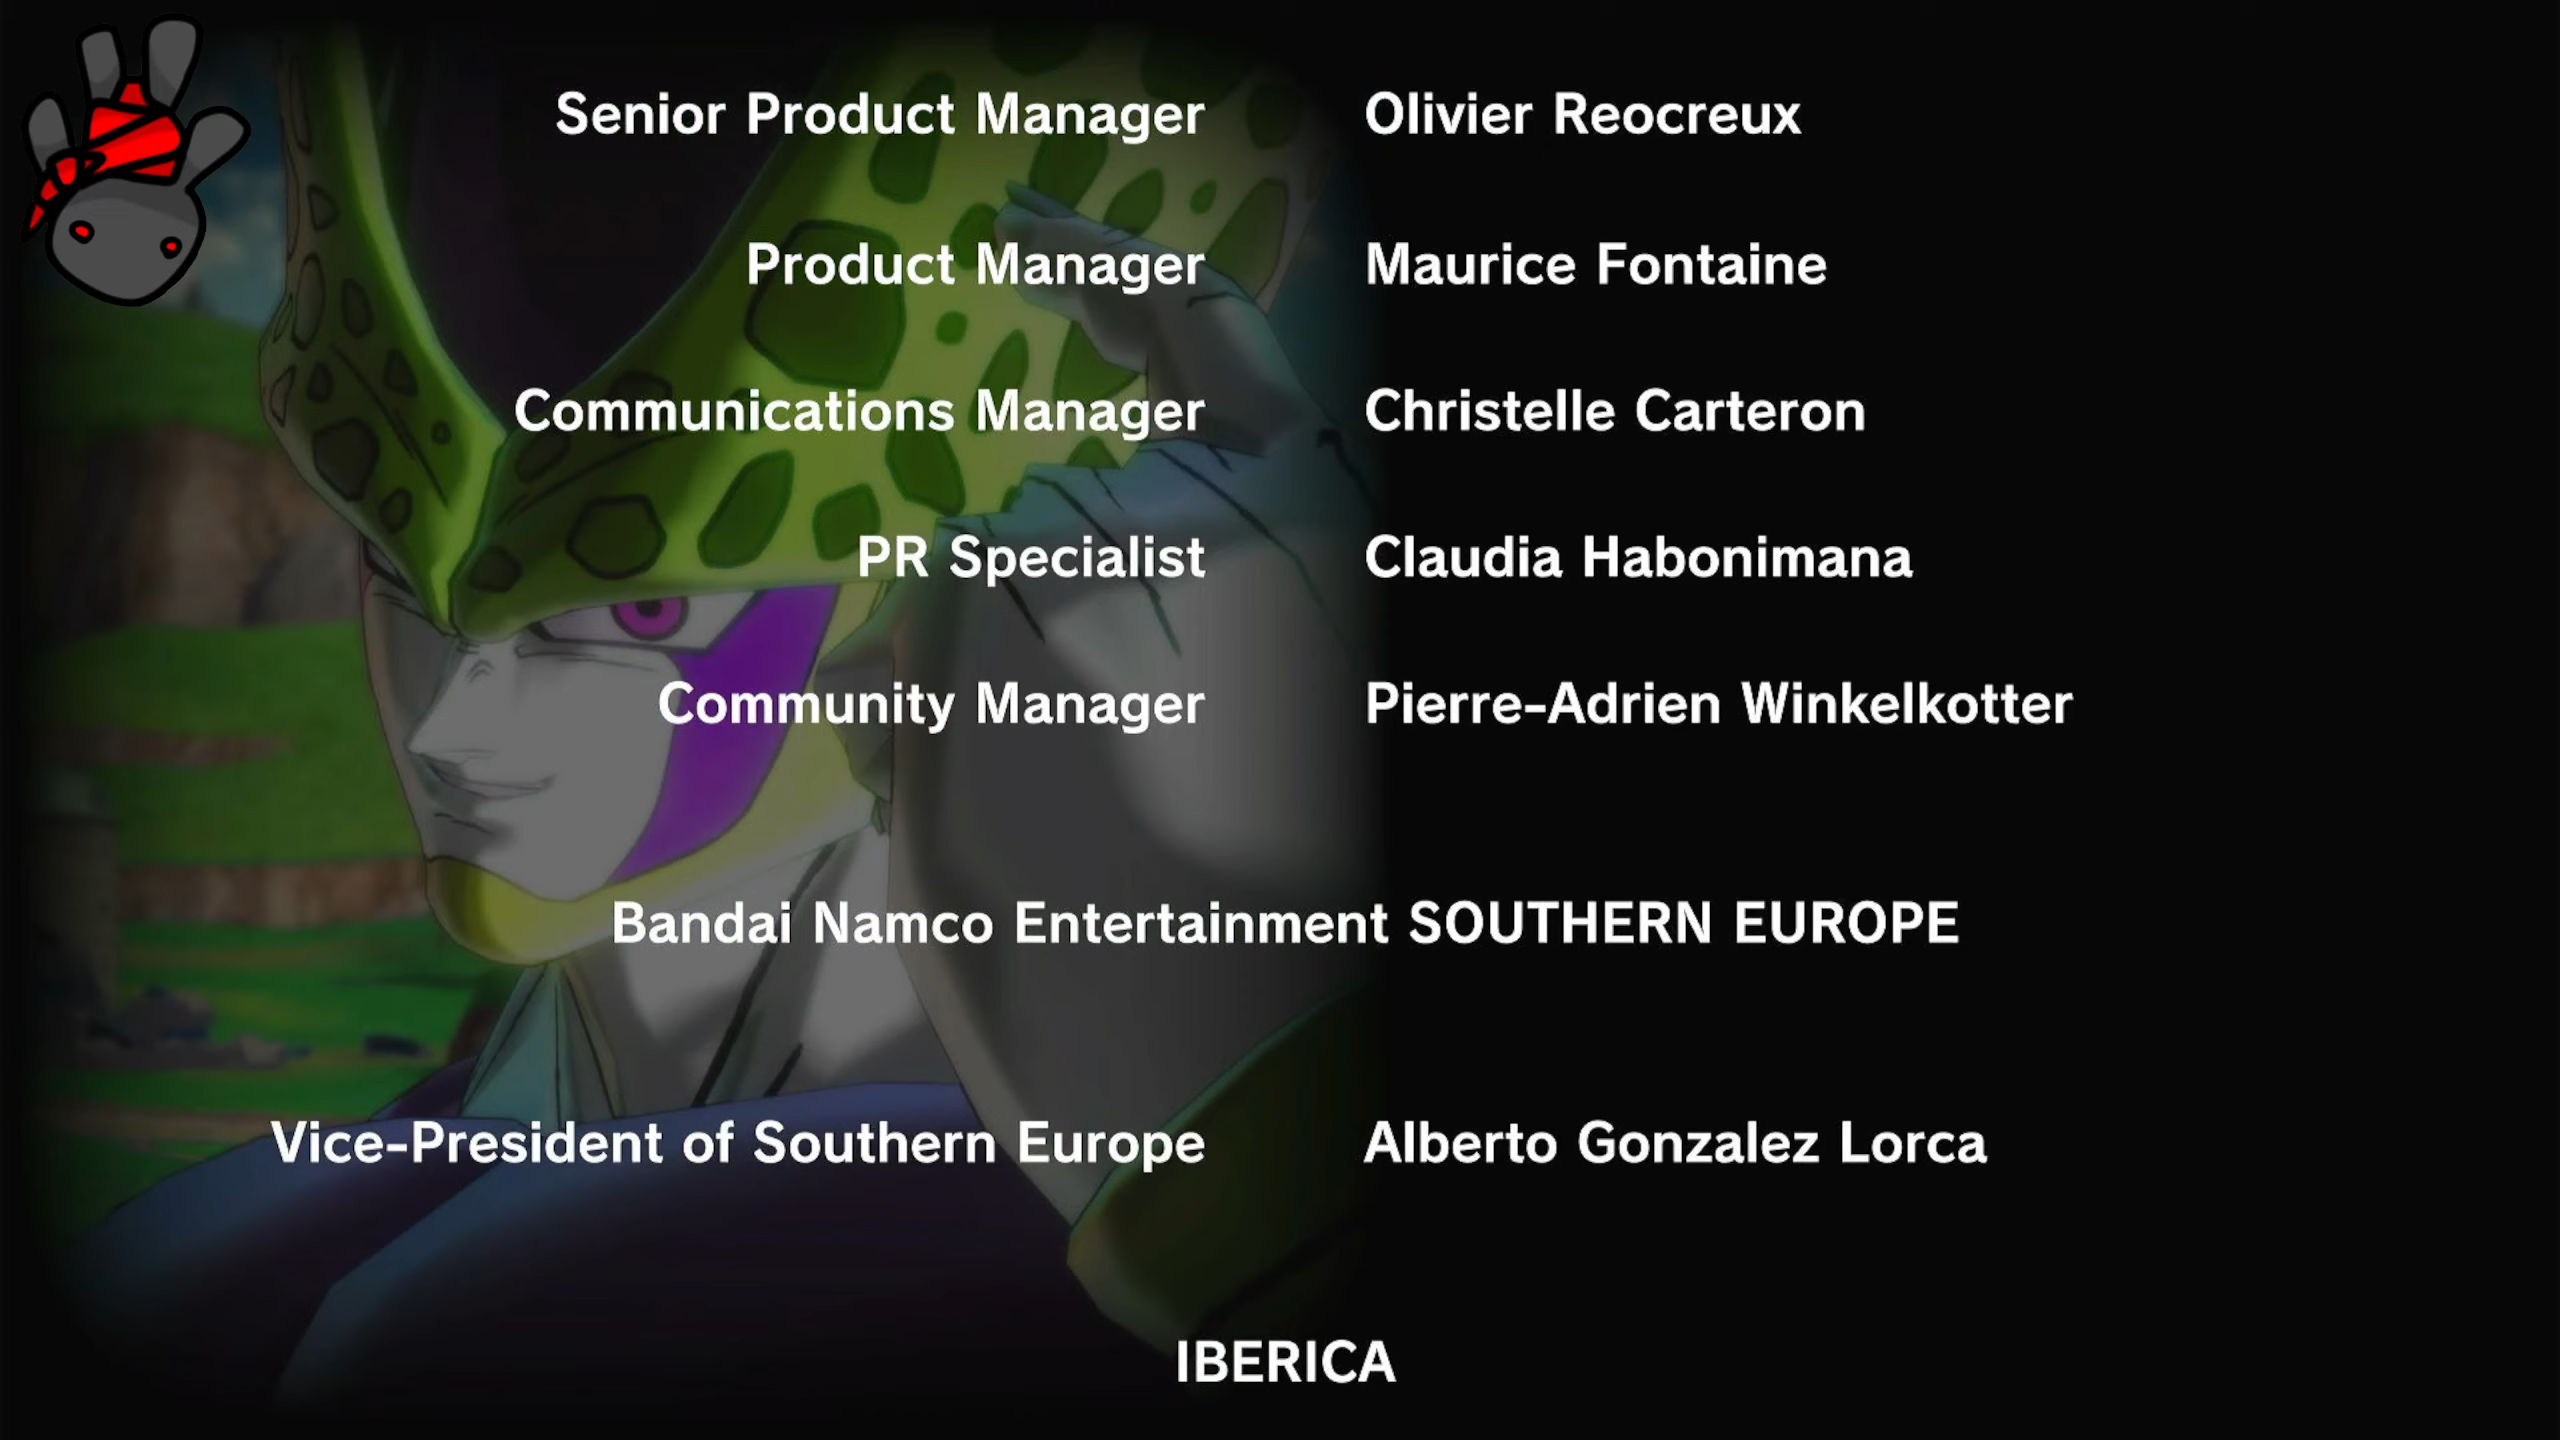 Senior Product Manager Olivier Reocreux
Product Manager Maurice Fontaine
Communications Manager Christelle Carteron
PR Specialist Claudia Habonimana
Community Manager Pierre-Adrien Winkelkotter
Bandai Namco Entertainment SOUTHERN EUROPE
Vice-President of Southern Europe Alberto Gonzalez Lorca
IBERICA